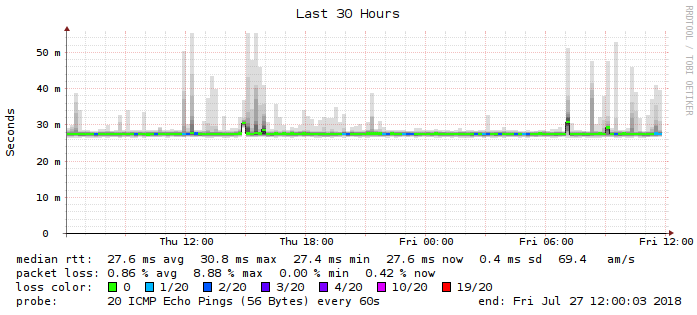 Last 30 Hours
RRDTOOL / TOBI OETIKER
Seconds
50 m
40 m
30 m
20 m
10 m
0
Thu 12:00 Thu 18:00 Fri 00:00 Fri 06:00 Fri 12:00
median rtt: 27.6 ms avg 30.8 ms max 27.4 ms min 27.6 ms now 0.4 ms sd 69.4 am/s
packet loss: 0.86 % avg 8.88 % max 0.00 % min 0.42 % now
loss color: 0 1/20 2/20 3/20 4/20 10/20 19/20
probe: 20 ICMP Echo Pings (56 Bytes) every 60s end: Fri Jul 27 12:00:03 2018